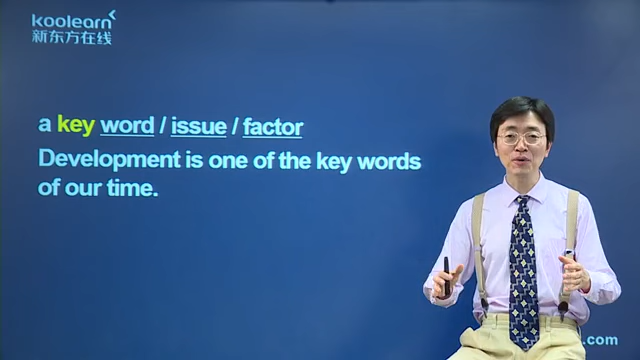 koolearn
新东方在线
a key word / issue / factor
Development is one of the key words
of our time.
.com